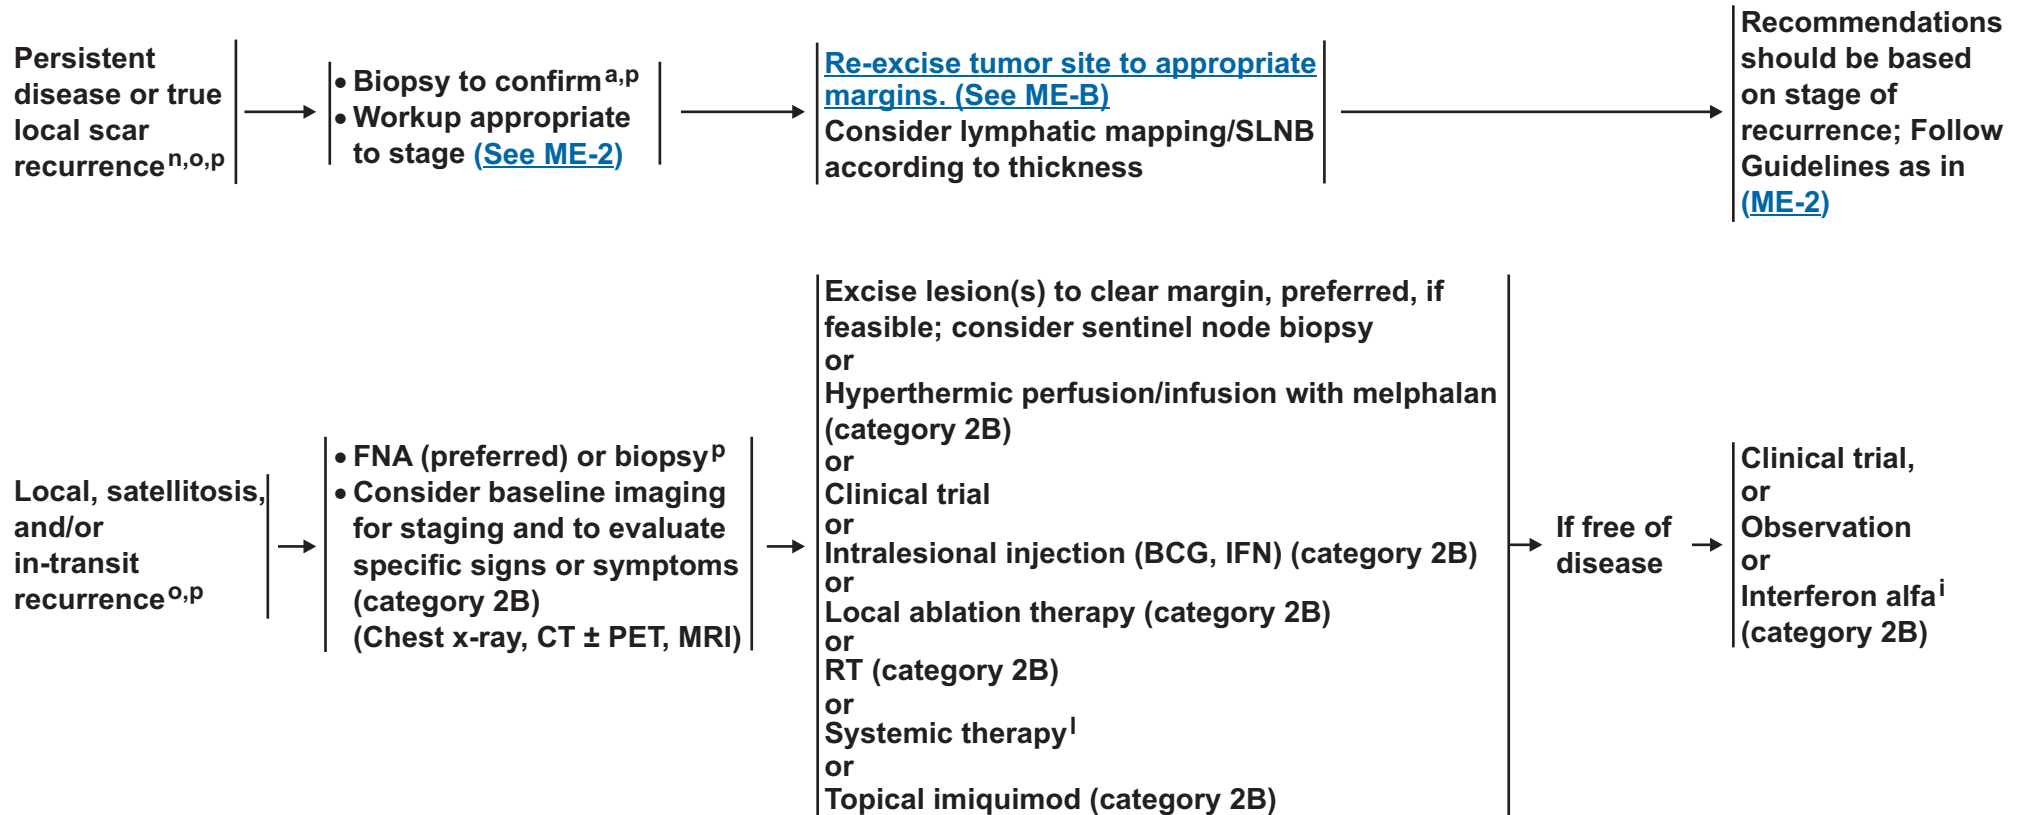 Persistent
disease or true
local scar
recurrence n,o,p
• Biopsy to confirm a,p
• Workup appropriate
to stage (See ME-2)
Re-excise tumor site to appropriate
margins. (See ME-B)
Consider lymphatic mapping/SLNB
according to thickness
Recommendations
should be based
on stage of
recurrence; Follow
Guidelines as in
(ME-2)
Local, satellitosis,
and/or
in-transit
recurrence o,p
• FNA (preferred) or biopsy p
• Consider baseline imaging
for staging and to evaluate
specific signs or symptoms
(category 2B)
(Chest x-ray, CT ± PET, MRI)
Excise lesion(s) to clear margin, preferred, if
feasible; consider sentinel node biopsy
or
Hyperthermic perfusion/infusion with melphalan
(category 2B)
or
Clinical trial
or
Intralesional injection (BCG, IFN) (category 2B)
or
Local ablation therapy (category 2B)
or
RT (category 2B)
or
Systemic therapy l
or
Topical imiquimod (category 2B)
If free of
disease
Clinical trial,
or
Observation
or
Interferon alfa i
(category 2B)